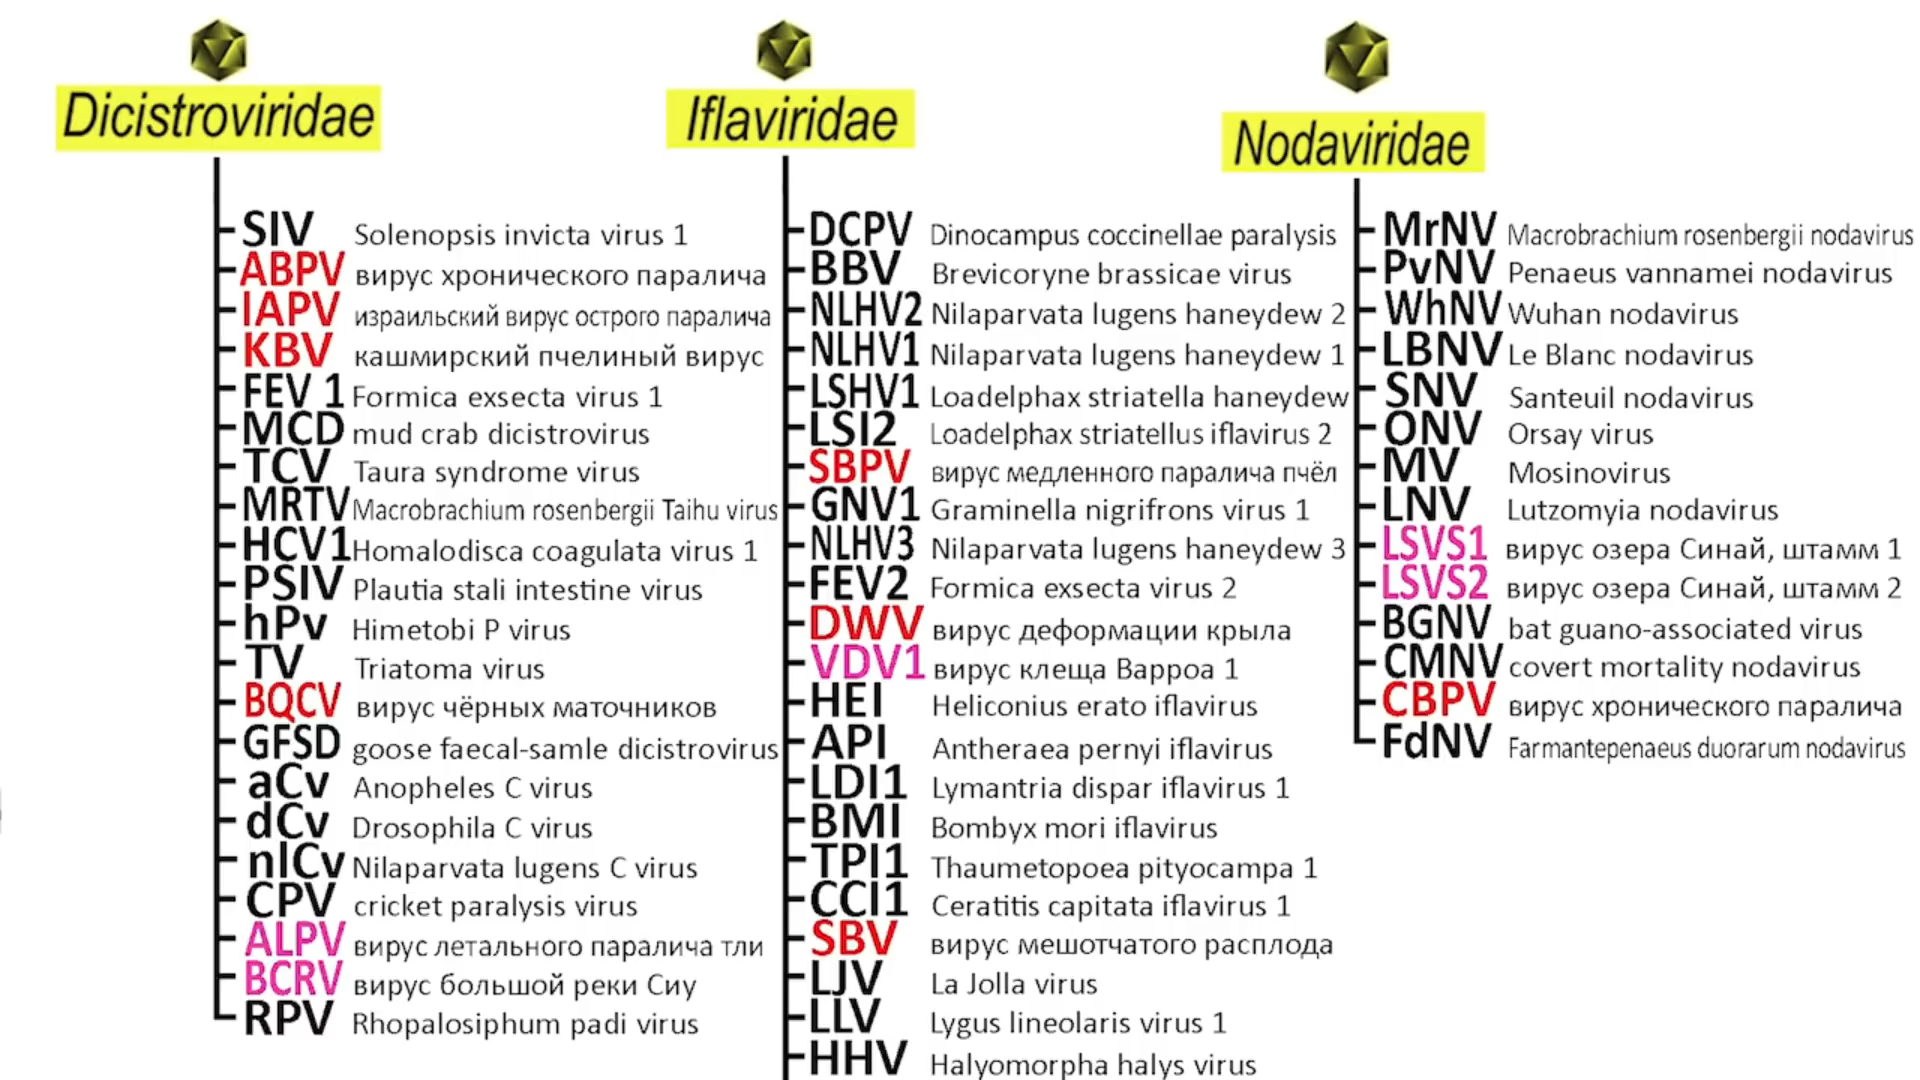 Dicistroviridae
SIV Solenopsis invicta virus 1
ABPV вирус хронического паралича
IAPV израильский вирус острого паралича
KBV кашмирский пчелиный вирус
FEV 1 Formica exsecta virus 1
MCD mud crab dicistrovirus
TCV Taura syndrome virus
MRTV Macrobrachium rosenbergii Taihu virus
HCV1 Homalodisca coagulata virus 1
PSIV Plautia stali intestine virus
hPv Himetobi P virus
TV Triatoma virus
BQCV вирус чёрных маточников
GFSD goose faecal-samle dicistrovirus
aCv Anopheles C virus
dCv Drosophila C virus
nlCv Nilaparvata lugens C virus
CPV cricket paralysis virus
ALPV вирус летального паралича тли
BCRV вирус большой реки Сиу
RPV Rhopalosiphum padi virus
Iflaviridae
DCPV Dinocampus coccinellae paralysis
BBV Brevicoryne brassicae virus
NLHV2 Nilaparvata lugens haneydew 2
NLHV1 Nilaparvata lugens haneydew 1
LSHV1 Loadelphax striatella haneydew
LSI2 Loadelphax striatellus iflavirus 2
SBPV вирус медленного паралича пчёл
GNV1 Graminella nigrifrons virus 1
NLHV3 Nilaparvata lugens haneydew 3
FEV2 Formica exsecta virus 2
DWV вирус деформации крыла
VDV1 вирус клеща Варроа 1
HEI Heliconius erato iflavirus
API Antheraea pernyi iflavirus
LDI1 Lymantria dispar iflavirus 1
BMI Bombyx mori iflavirus
TPI1 Thaumetopoea pityocampa 1
CCI1 Ceratitis capitata iflavirus 1
SBV вирус мешотчатого расплода
LJV La Jolla virus
LLV Lygus lineolaris virus 1
HHV Halyomorpha halys virus
Nodaviridae
MrNV Macrobrachium rosenbergii nodavirus
PvNV Penaeus vannamei nodavirus
WhNV Wuhan nodavirus
LBNV Le Blanc nodavirus
SNV Santeuil nodavirus
ONV Orsay virus
MV Mosinovirus
LNV Lutzomyia nodavirus
LSVS1 вирус озера Синай, штамм 1
LSVS2 вирус озера Синай, штамм 2
BGNV bat guano-associated virus
CMNV covert mortality nodavirus
CBPV вирус хронического паралича
FdNV Farmantepenaeus duorarum nodavirus